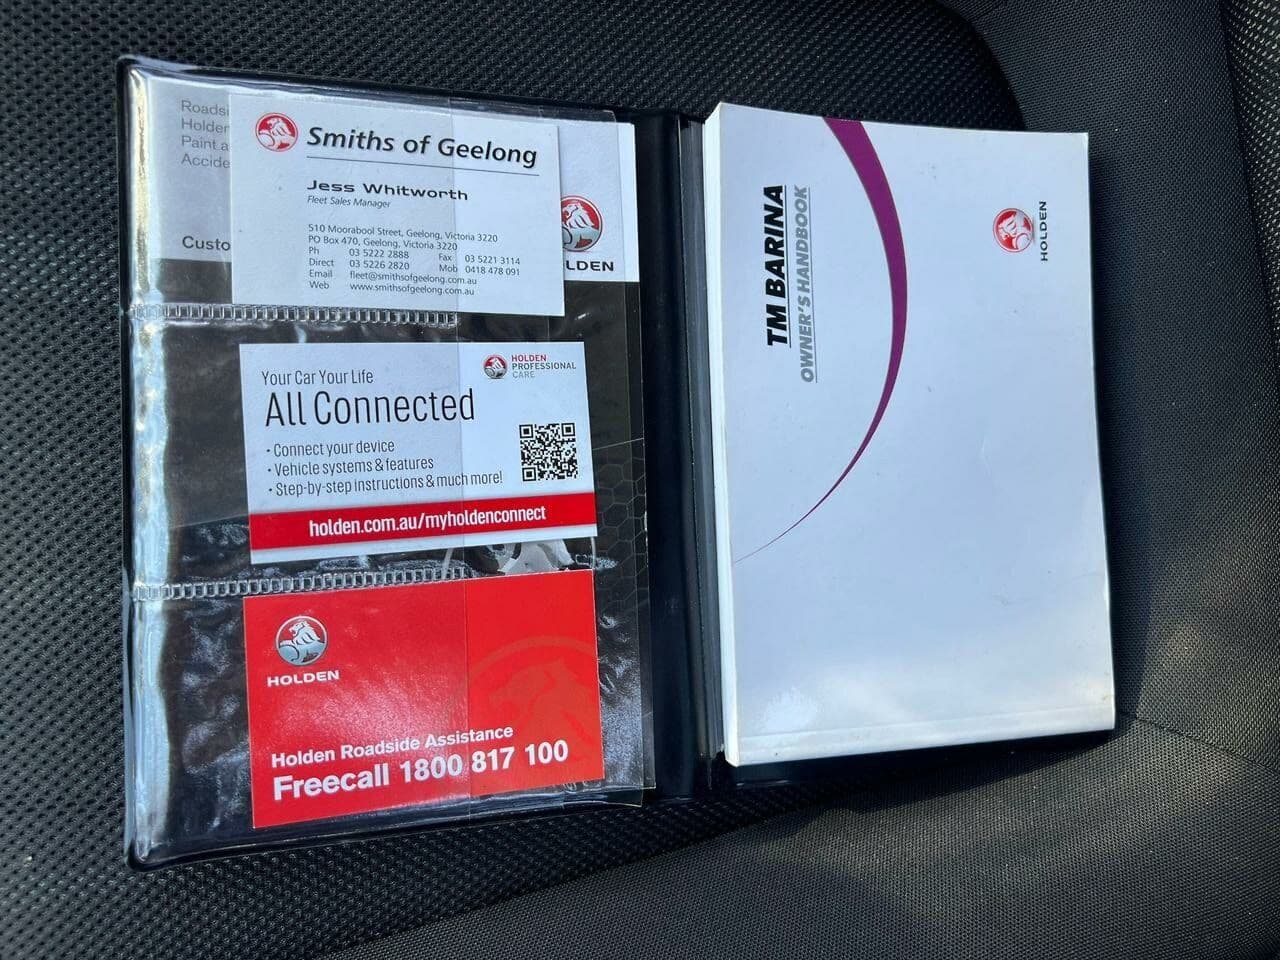 Roads
Holden
Paint a
Accide
Custo
LDEN
Smiths of Geelong
Jess Whitworth
Fleet Sales Manager
510 Moorabool Street, Geelong, Victoria 3220
PO Box 470, Geelong, Victoria 3220
Ph 03 5222 2888 Fax 03 5221 3114
Direct 03 5226 2820 Mob 0418 478 091
Email fleet@smithsofgeelong.com.au
Web www.smithsofgeelong.com.au
HOLDEN
PROFESSIONAL
CARE
Your Car Your Life
All Connected
• Connect your device
• Vehicle systems & features
• Step-by-step instructions & much more!
holden.com.au/myholdenconnect
HOLDEN
Holden Roadside Assistance
Freecall 1800 817 100
TM BARINA
OWNER'S HANDBOOK
HOLDEN